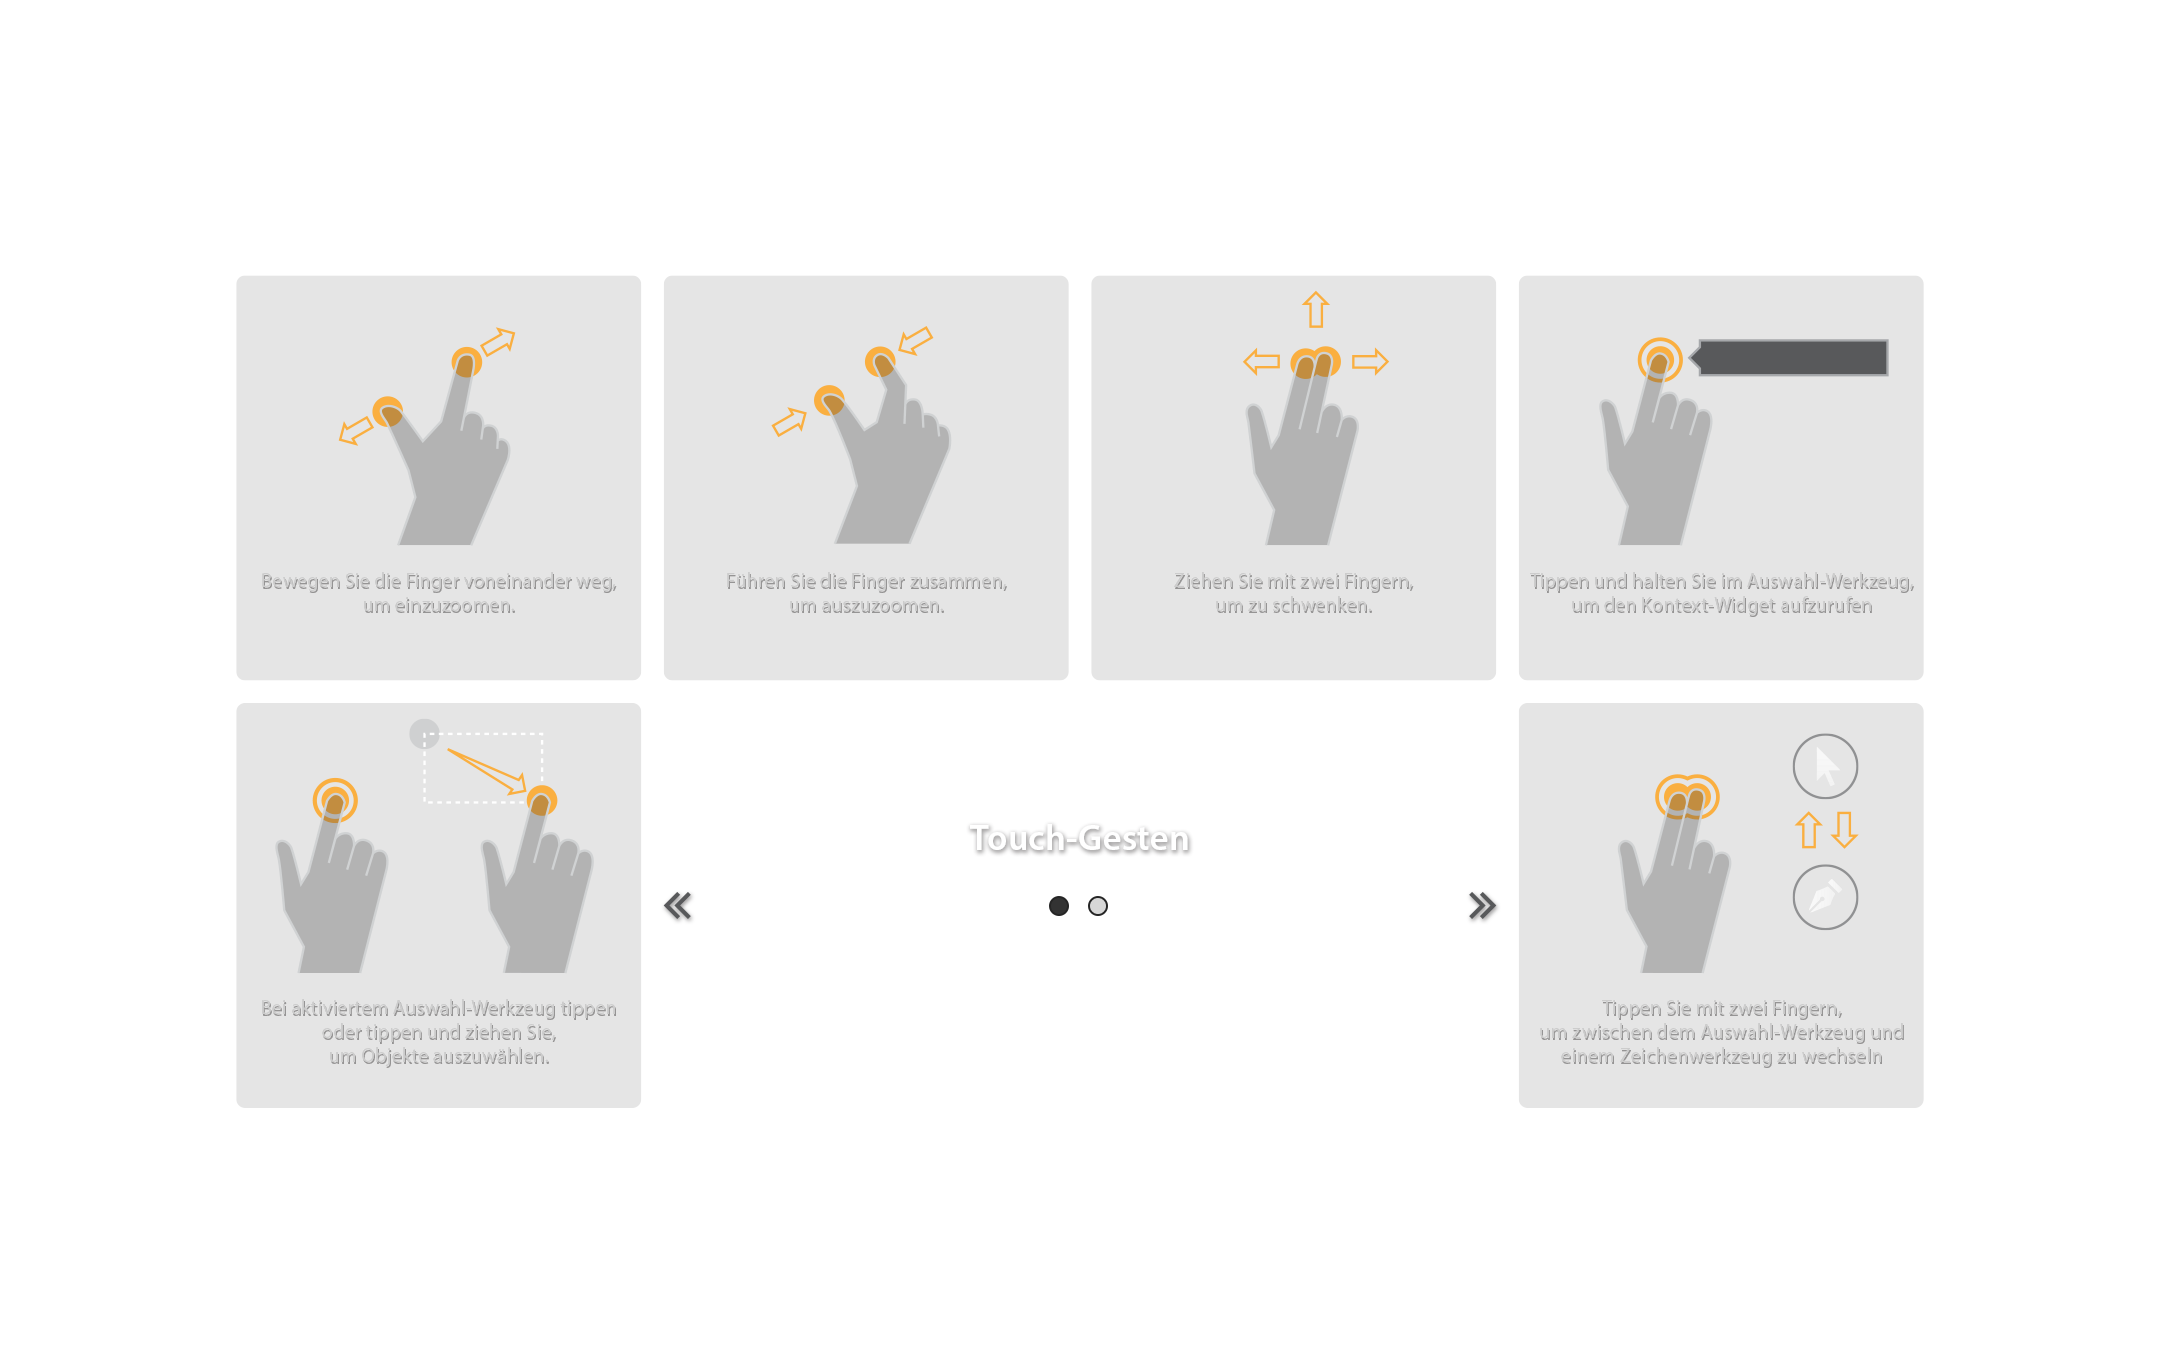 Bewegen Sie die Finger voneinander weg,
um einzuzoomen.
Führen Sie die Finger zusammen,
um auszuzoomen.
Ziehen Sie mit zwei Fingern,
um zu schwenken.
Tippen und halten Sie im Auswahl-Werkzeug,
um den Kontext-Widget aufzurufen
Bei aktiviertem Auswahl-Werkzeug tippen
oder tippen und ziehen Sie,
um Objekte auszuwählen.
Touch-Gesten
Tippen Sie mit zwei Fingern,
um zwischen dem Auswahl-Werkzeug und
einem Zeichenwerkzeug zu wechseln